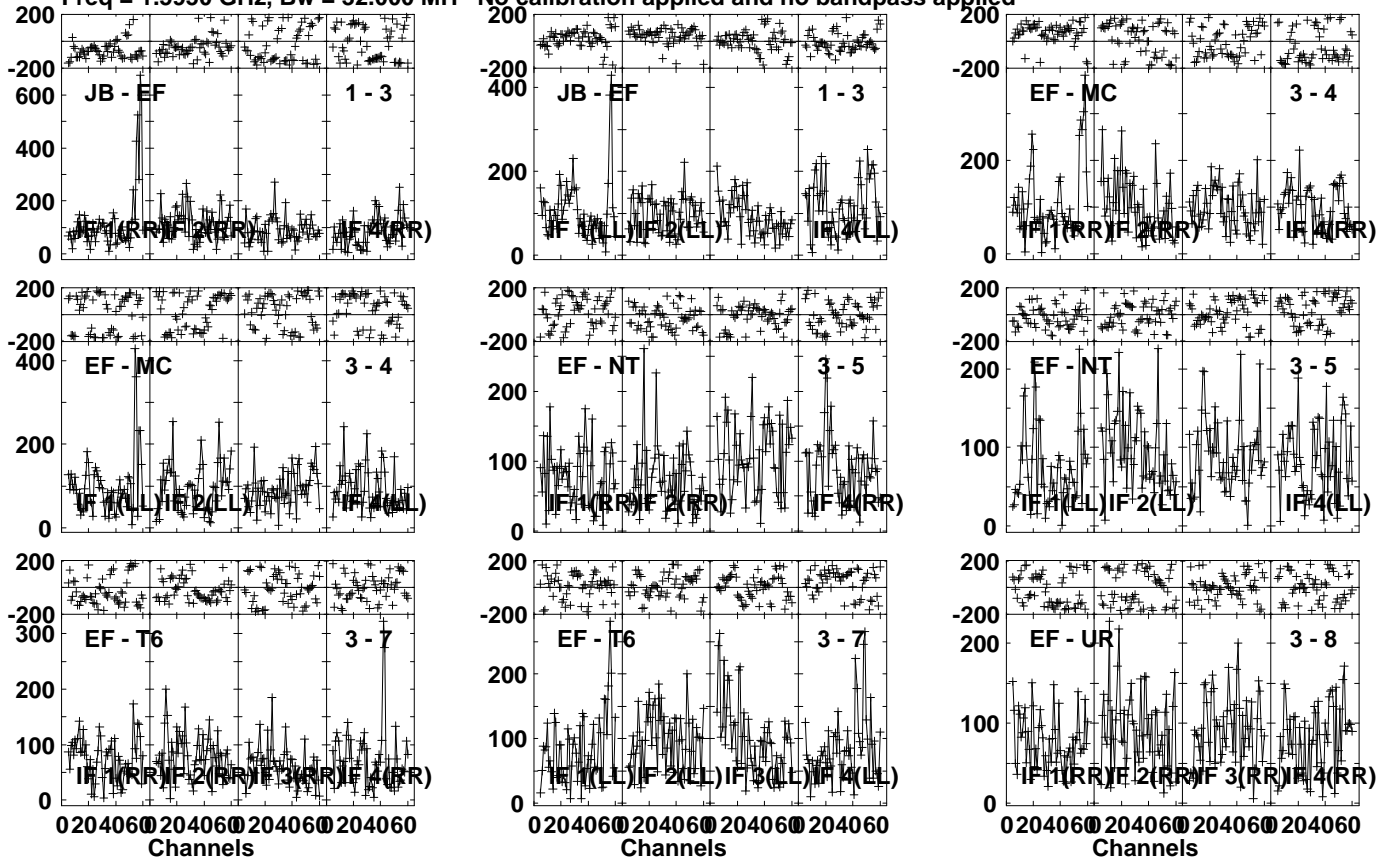 No calibration applied and no bandpass applied
200 200 200
-200 -200 -200
JB - EF 1 - 3 JB - EF 1 - 3 EF - MC 3 - 4
600 400
400 200 200
200
0 0 0
IF 1(RR) IF 2(RR) IF 4(RR) IF 1(LL) IF 2(LL) IF 4(LL) IF 1(RR) IF 2(RR) IF 4(RR)
200 200 200
-200 -200 -200
EF - MC 3 - 4 EF - NT 3 - 5 EF - NT 3 - 5
400 200 200
200 100 100
0 0 0
IF 1(LL) IF 2(LL) IF 4(LL) IF 1(RR) IF 2(RR) IF 4(RR) IF 1(LL) IF 2(LL) IF 4(LL)
200 200 200
-200 -200 -200
EF - T6 3 - 7 EF - T6 3 - 7 EF - UR 3 - 8
300
200 200 200
100 100 100
0 0 0
IF 1(RR) IF 2(RR) IF 3(RR) IF 4(RR) IF 1(LL) IF 2(LL) IF 3(LL) IF 4(LL) IF 1(RR) IF 2(RR) IF 3(RR) IF 4(RR)
0 20 40 60 0 20 40 60 0 20 40 60 0 20 40 60 0 20 40 60 0 20 40 60 0 20 40 60 0 20 40 60 0 20 40 60 0 20 40 60 0 20 40 60 0 20 40 60
Channels Channels Channels